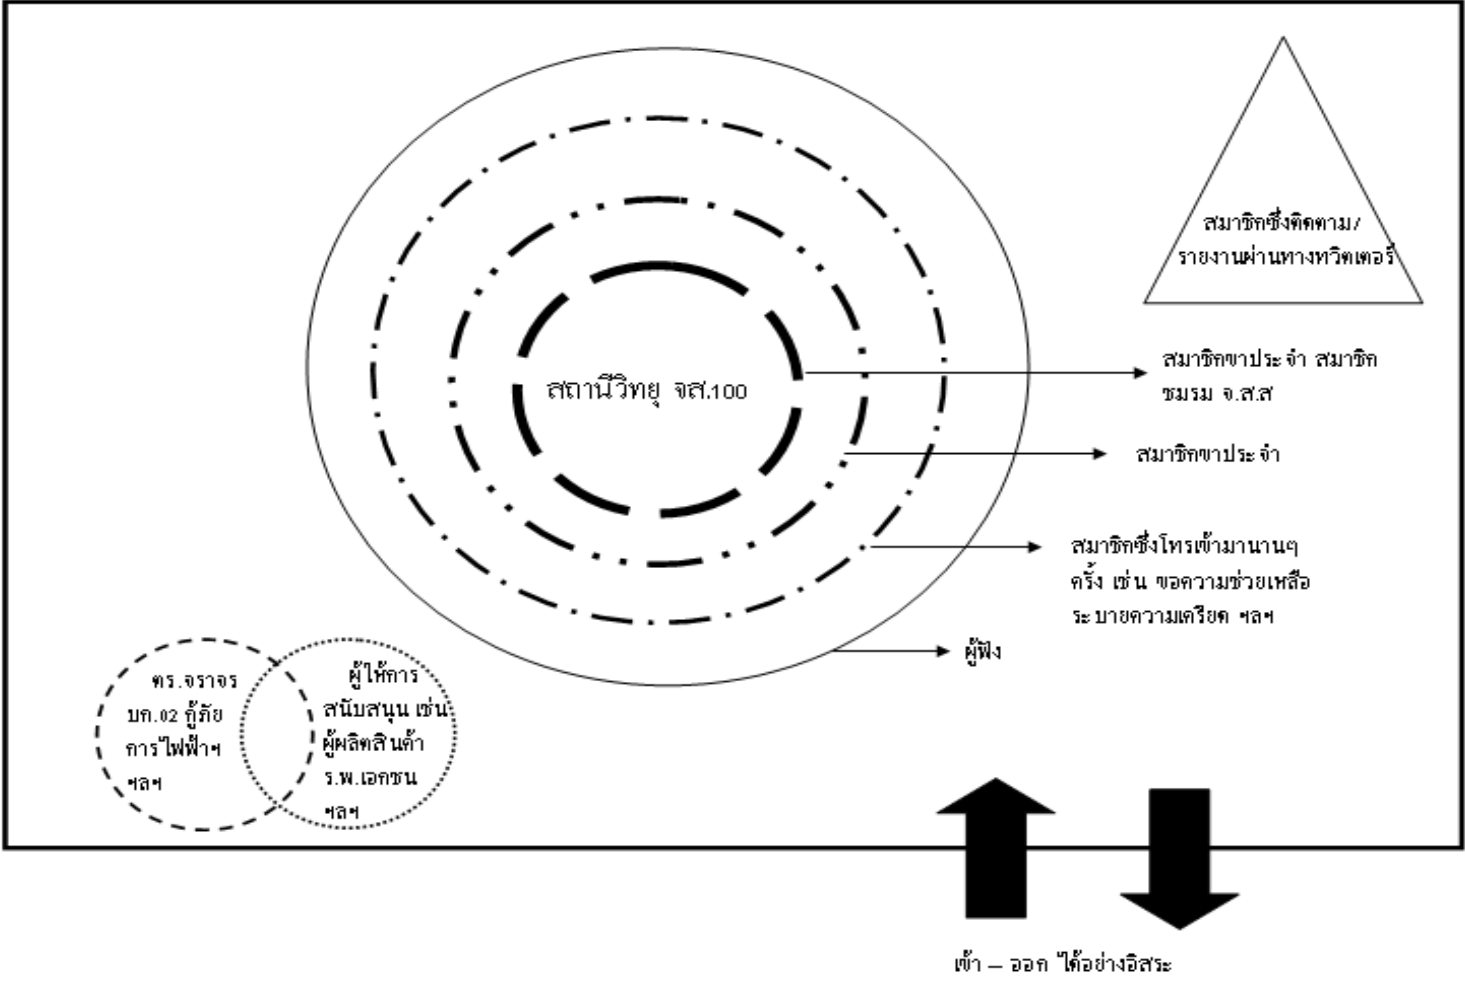 สมาชิกซึ่งติดตาม/
รายงานผ่านทางทวิตเตอร์
สถานีวิทยุ จส.100
สมาชิกขาประจำ สมาชิก
ชมรม จ.ส.ส
สมาชิกขาประจำ
สมาชิกซึ่งโทรเข้ามานานๆ
ครั้ง เช่น ขอความช่วยเหลือ
ระบายความเครียด ฯลฯ
ผู้ฟัง
ตร.จราจร
บก.02 กู้ภัย
การไฟฟ้าฯ
ฯลฯ
ผู้ให้การ
สนับสนุน เช่น
ผู้ผลิตสินค้า
ร.พ.เอกชน
ฯลฯ
เข้า – ออก ได้อย่างอิสระ